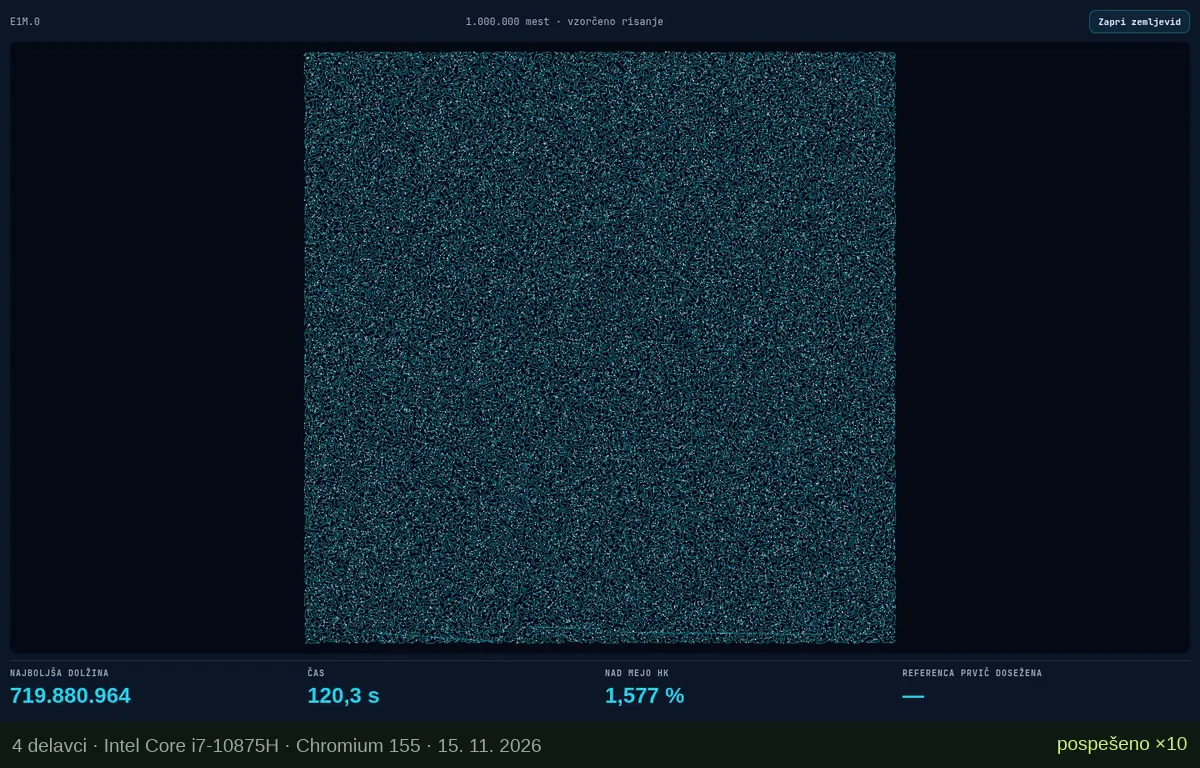 E1M.0
1.000.000 mest · vzorčeno risanje
Zapri zemljevid
NAJBOLJŠA DOLŽINA
719.880.964
ČAS
120,3 s
NAD MEJO HK
1,577 %
REFERENCA PRVIČ DOSEŽENA
—
4 delavci · Intel Core i7-10875H · Chromium 155 · 15. 11. 2026
pospešeno ×10